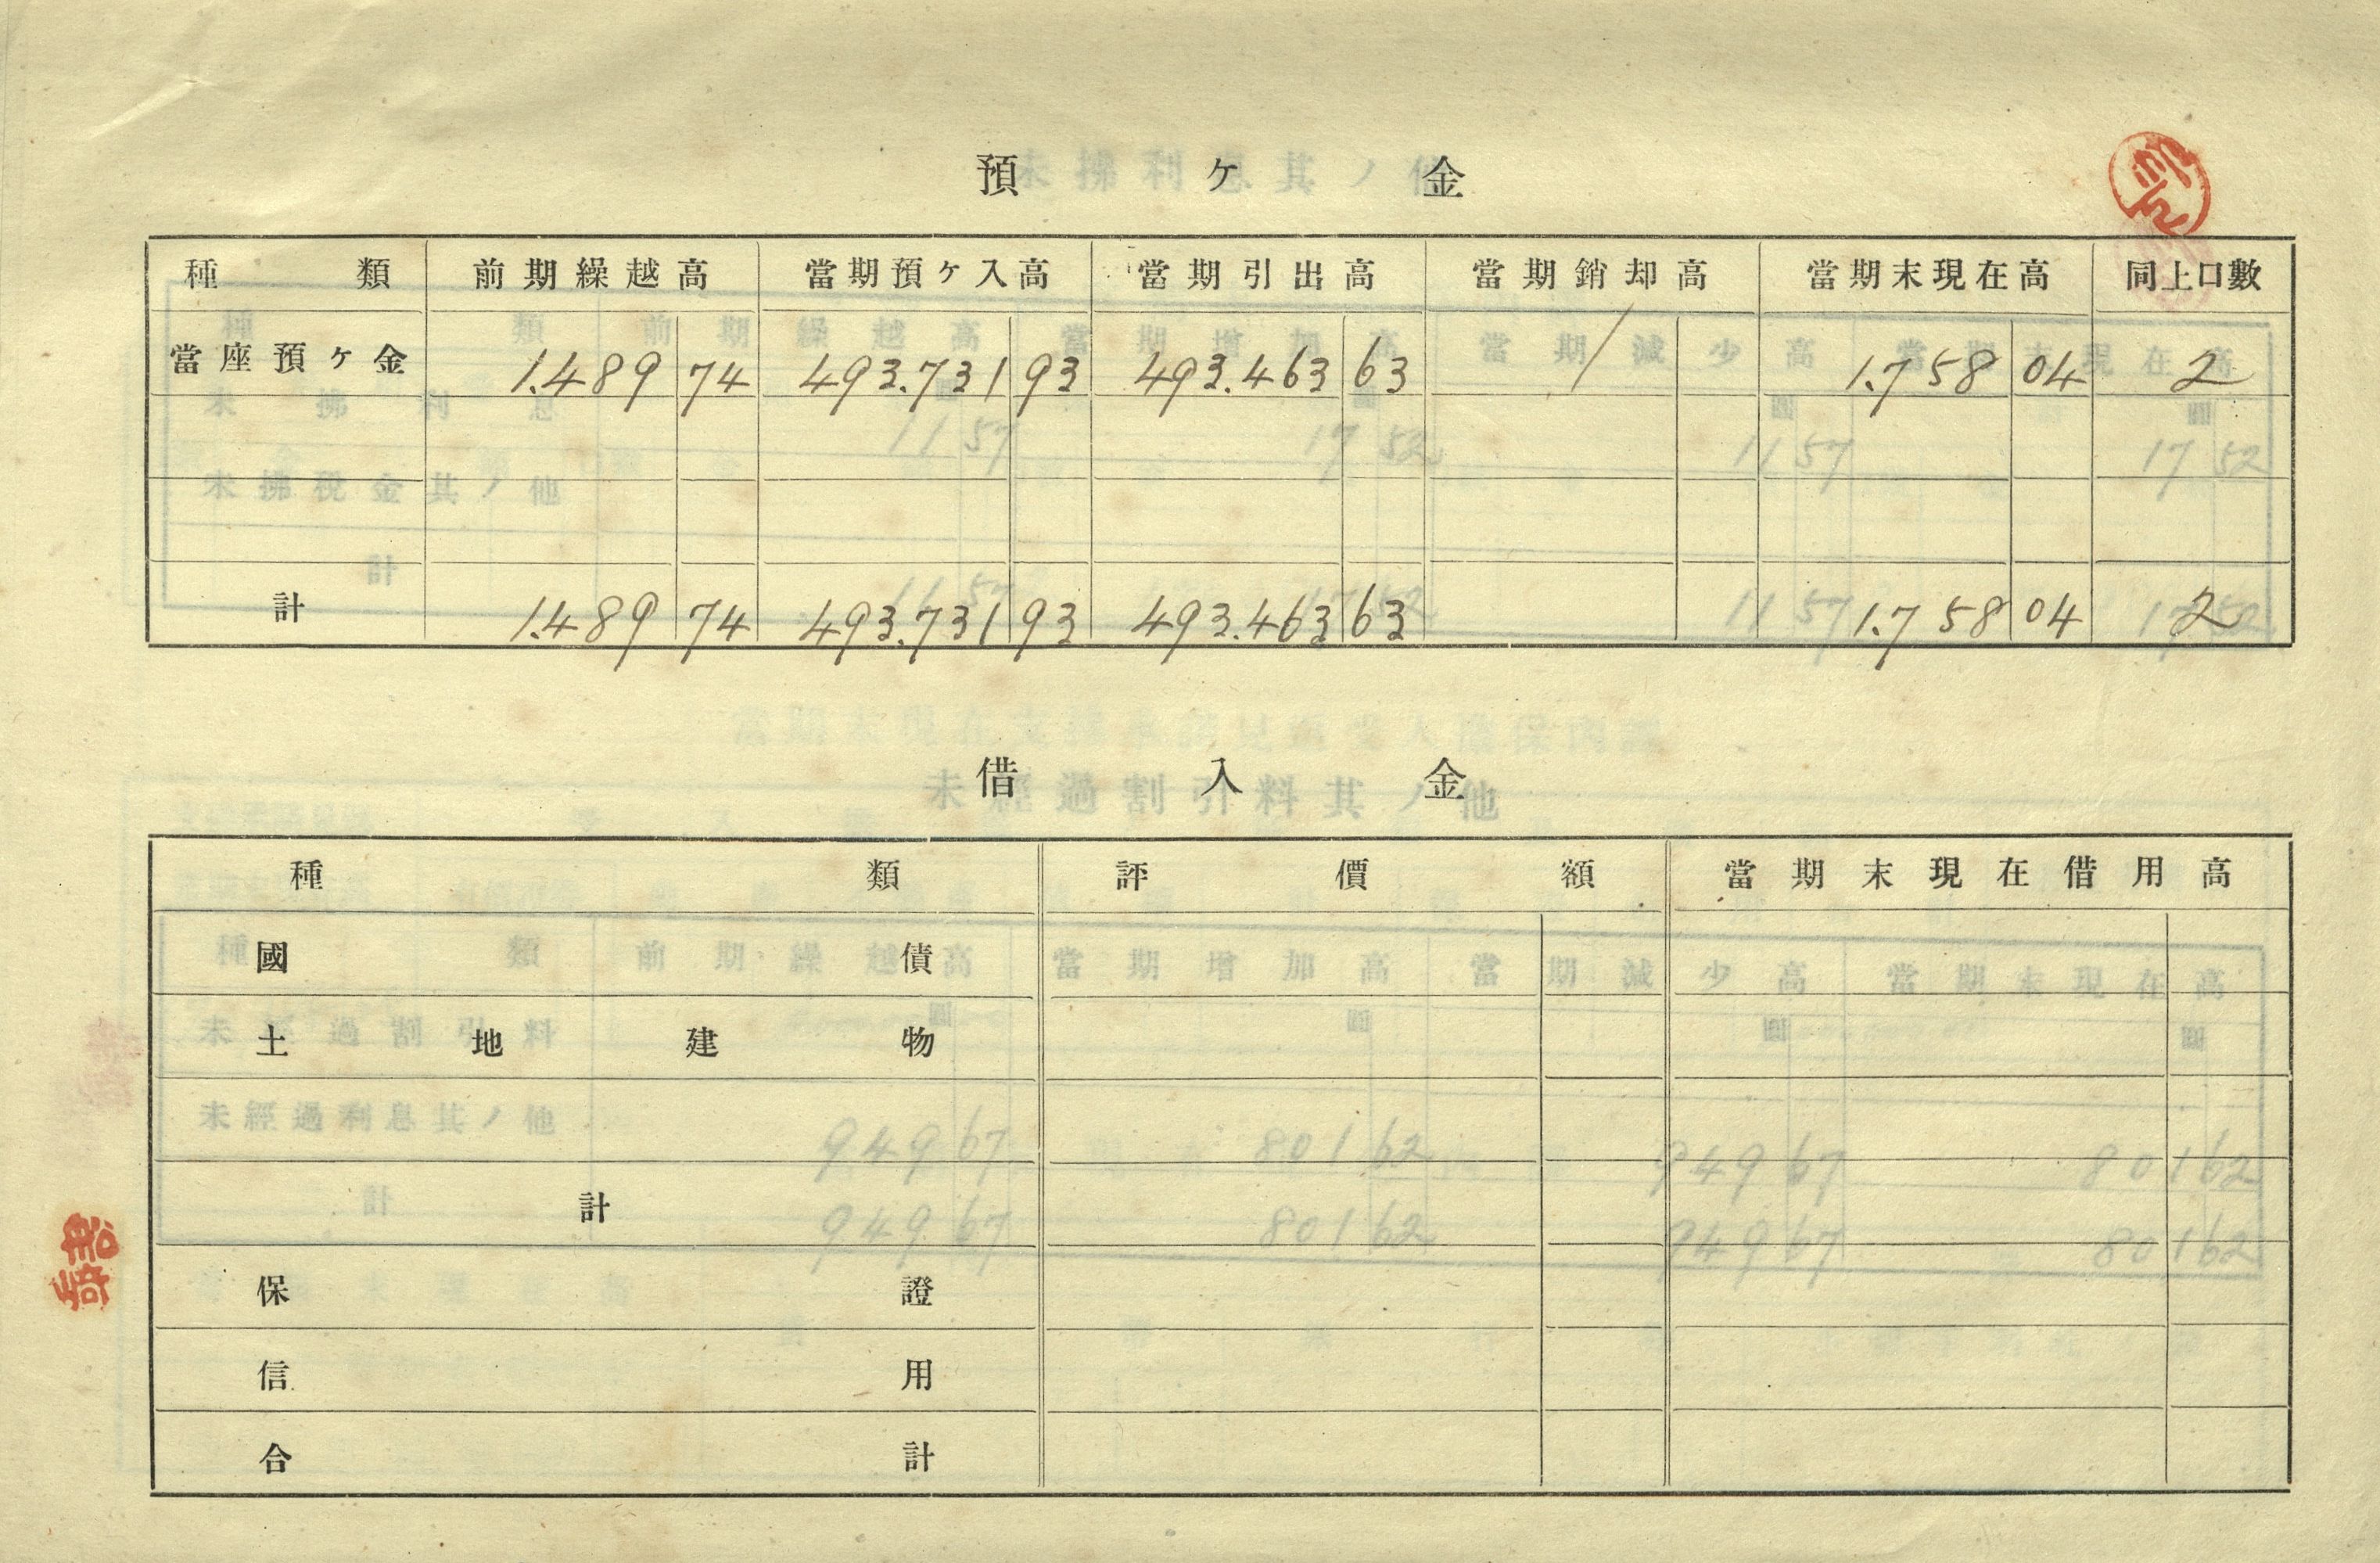 預ヶ金
種類 前期繰越高 當期預ヶ入高 當期引出高 當期銷却高 當期末現在高 同上口數
當座預ヶ金 1.489 74 493.731 93 493.463 63 / 1.758 04 2
計 1.489 74 493.731 93 493.463 63 1.758 04 2
借入金
種類 評價額 當期末現在借用高
國債
土地建物
計
保證
信用
合計